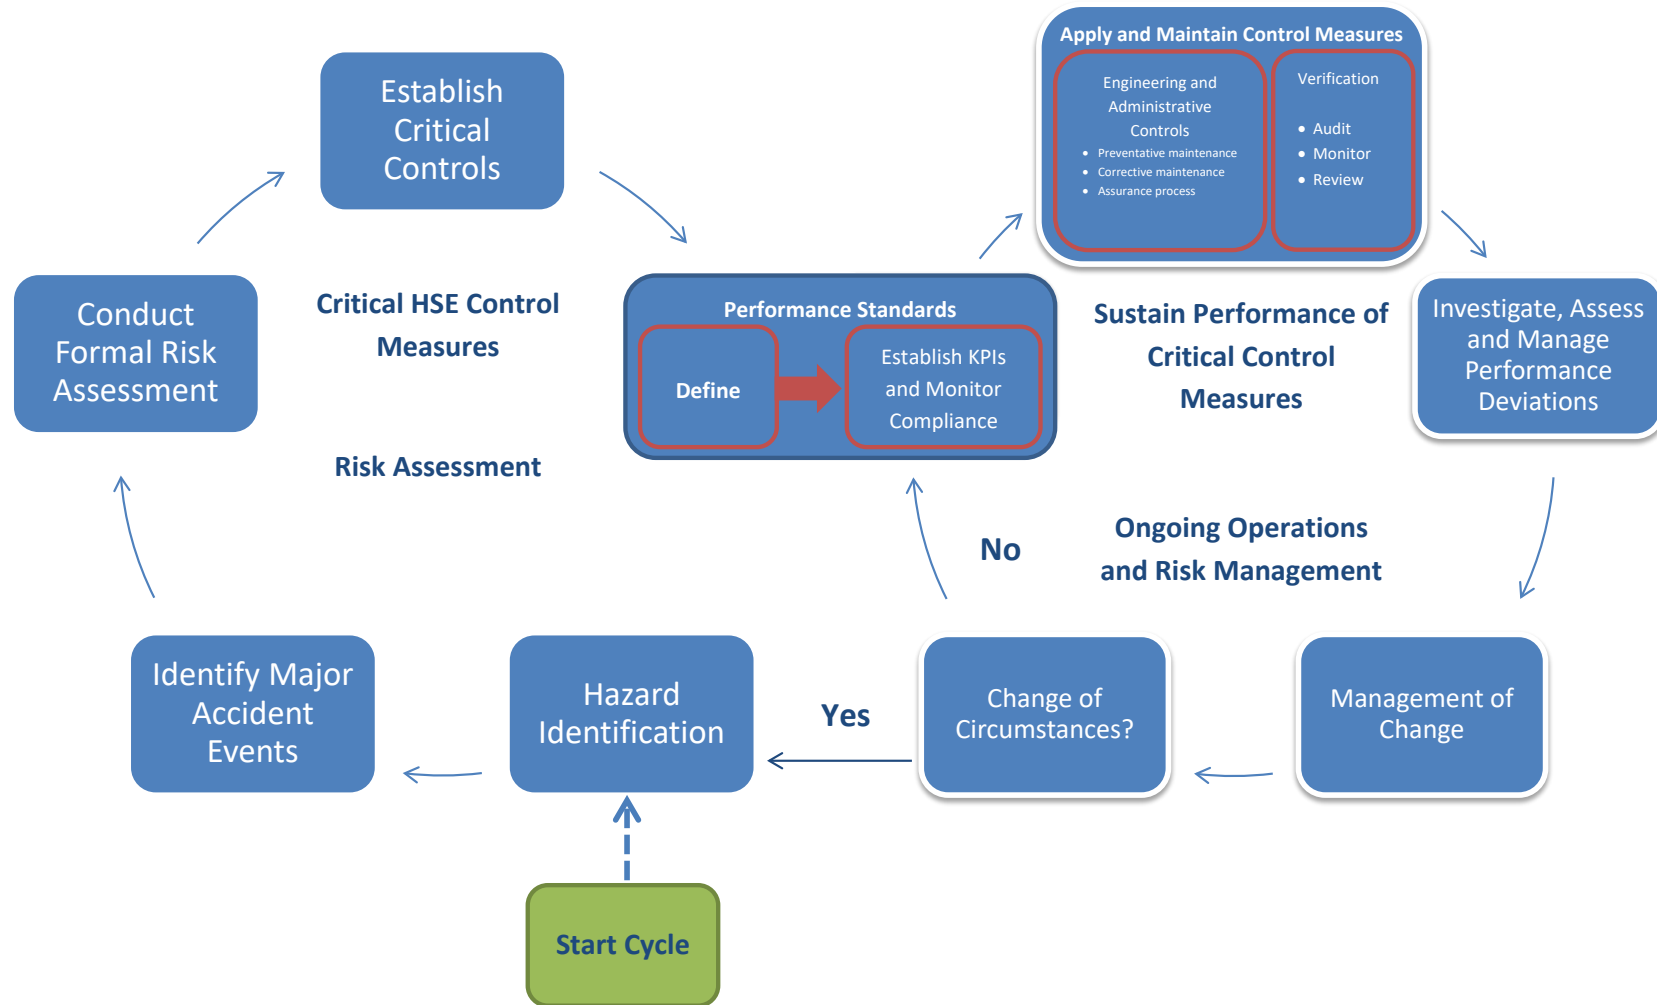 Apply and Maintain Control Measures
Engineering and
Administrative
Controls
• Preventative maintenance
• Corrective maintenance
• Assurance process
Verification
• Audit
• Monitor
• Review
Establish
Critical
Controls
Conduct
Formal Risk
Assessment
Critical HSE Control
Measures
Performance Standards
Define
Establish KPIs
and Monitor
Compliance
Sustain Performance of
Critical Control
Measures
Investigate, Assess
and Manage
Performance
Deviations
Risk Assessment
No
Ongoing Operations
and Risk Management
Identify Major
Accident
Events
Hazard
Identification
Yes
Change of
Circumstances?
Management of
Change
Start Cycle